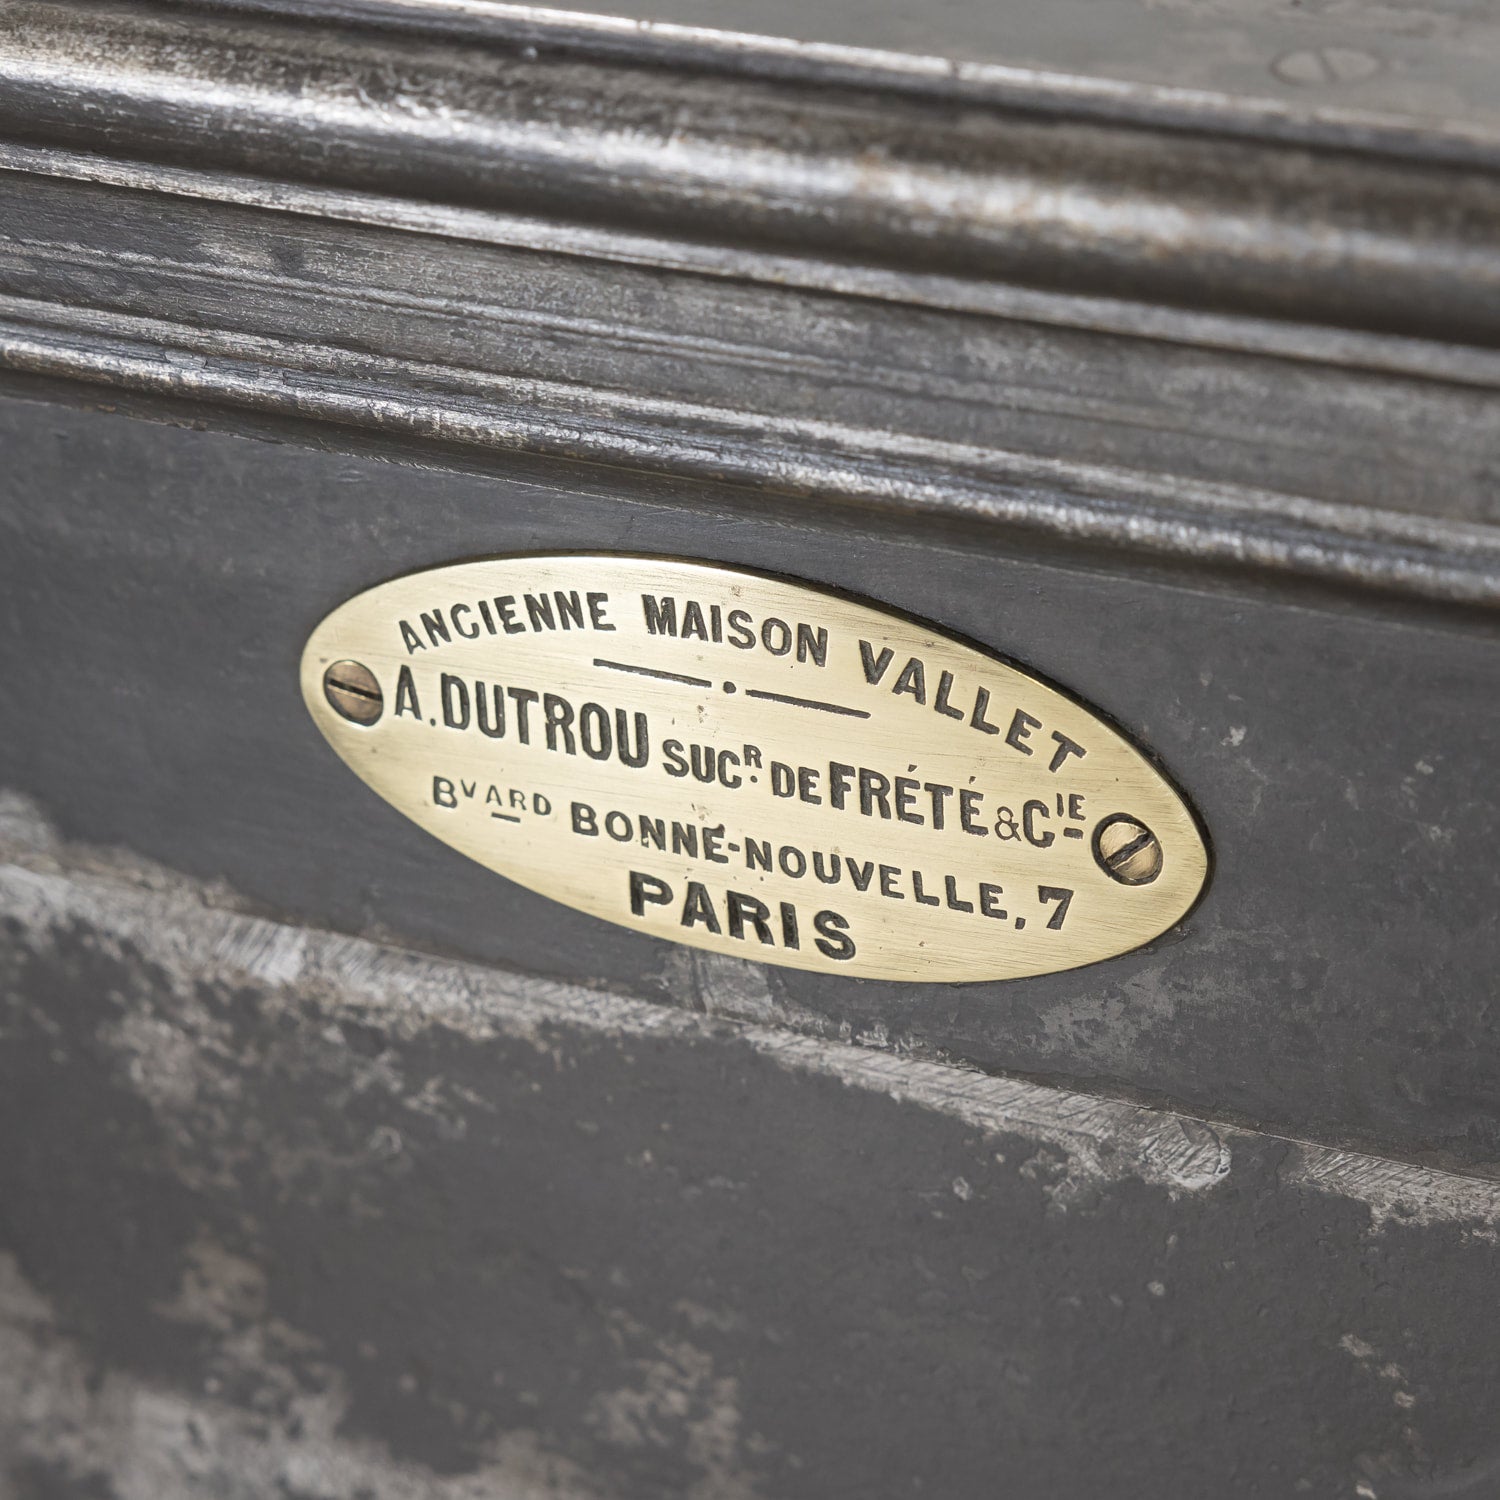 ANCIENNE MAISON VALLET
A. DUTROU SUCR. DE FRÉTÉ & CIE
BVARD BONNE-NOUVELLE, 7
PARIS